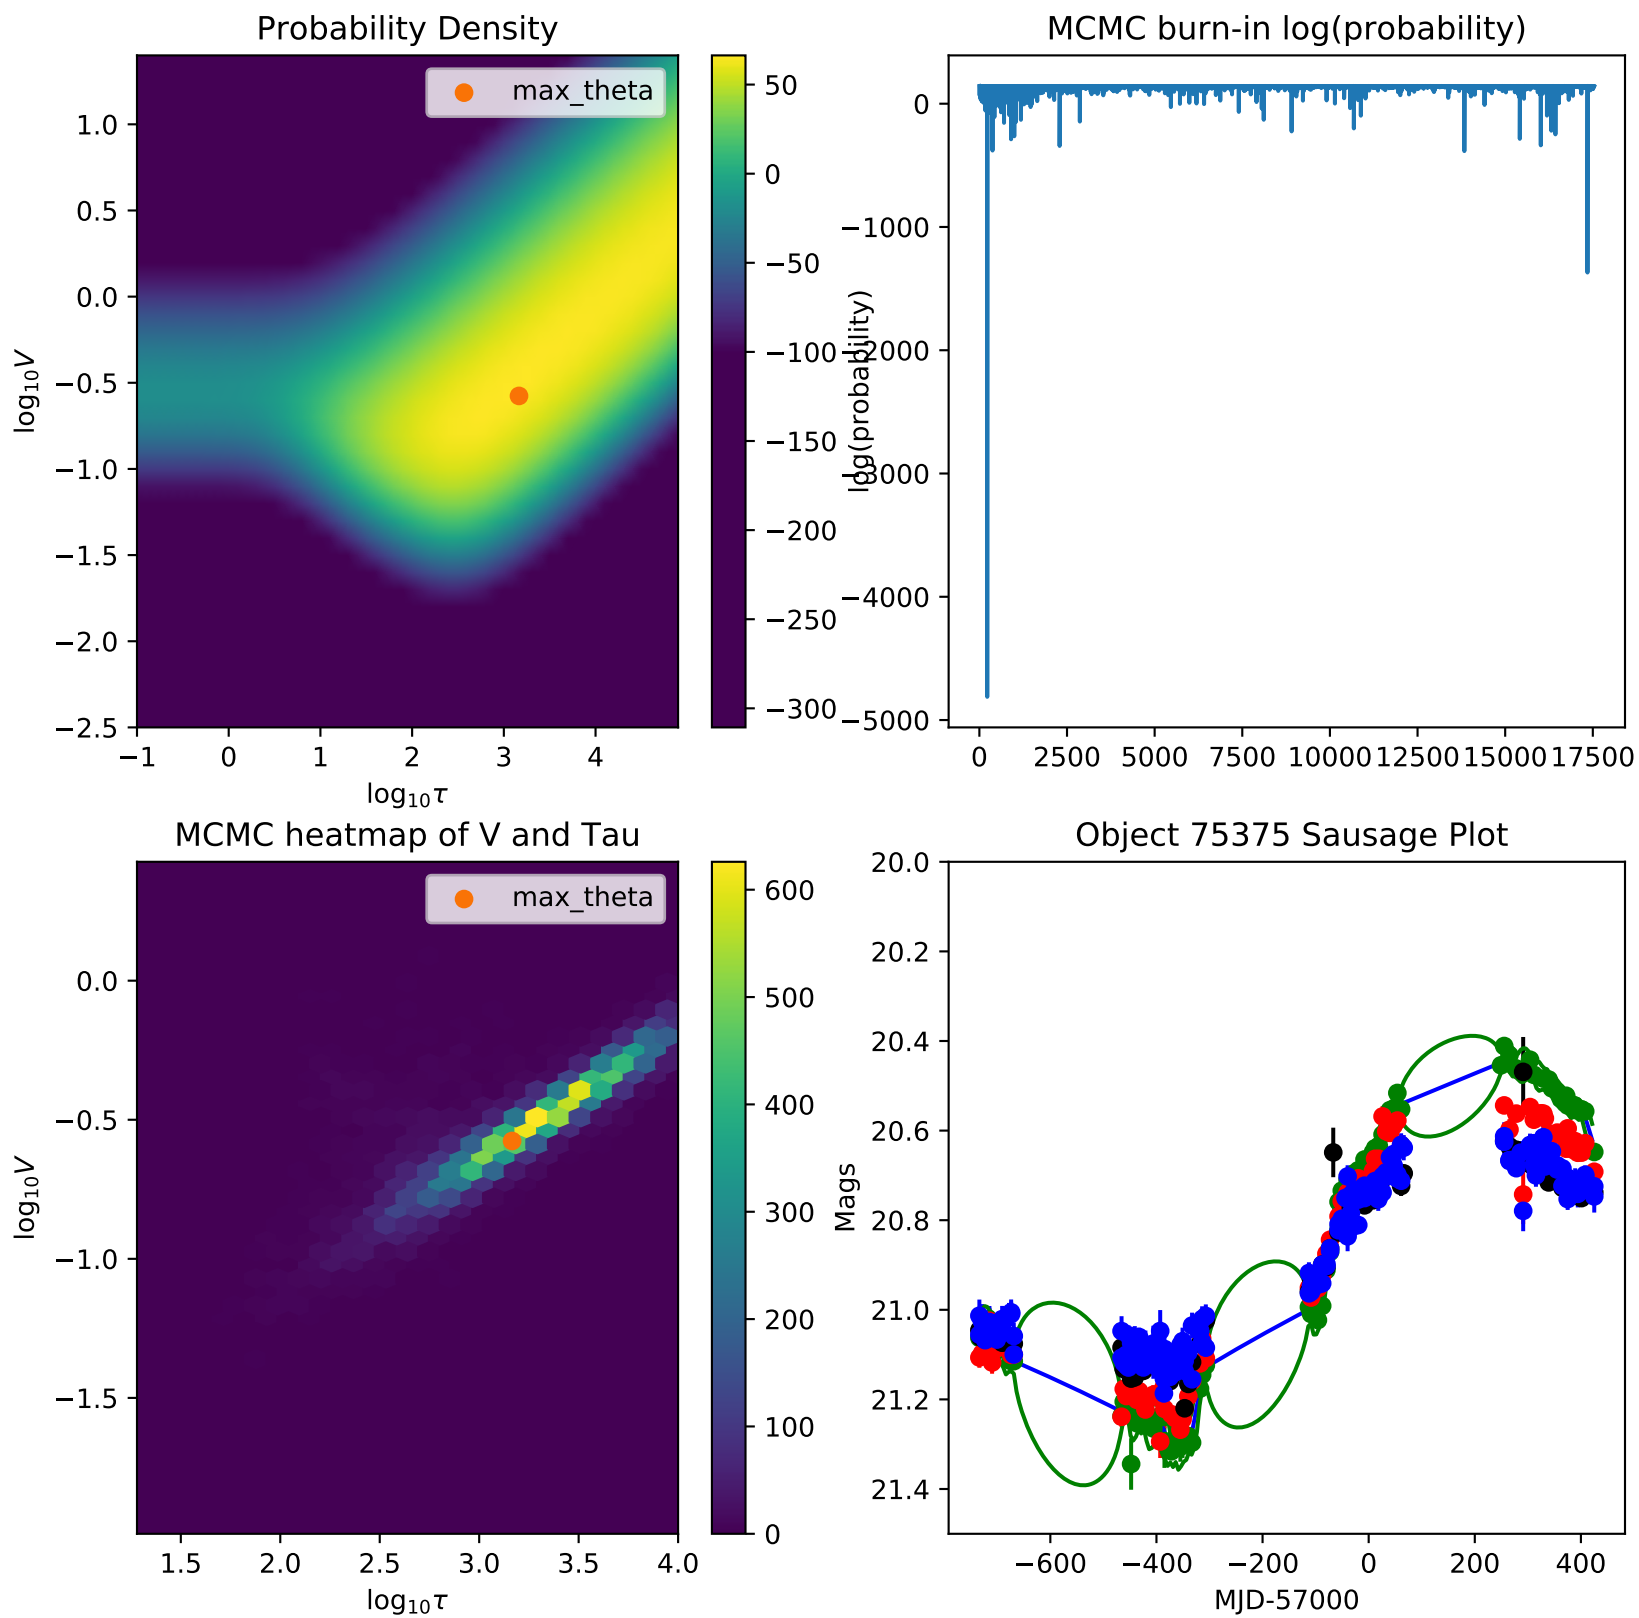 Probability Density
max_theta
1.0
0.5
0.0
−0.5
−1.0
−1.5
−2.0
−2.5
log₁₀V
−1 0 1 2 3 4
log₁₀τ
50
0
−50
−100
−150
−200
−250
−300
MCMC burn-in log(probability)
0
−1000
−2000
−3000
−4000
−5000
log(probability)
0 2500 5000 7500 10000 12500 15000 17500
MCMC heatmap of V and Tau
max_theta
0.0
−0.5
−1.0
−1.5
log₁₀V
1.5 2.0 2.5 3.0 3.5 4.0
log₁₀τ
600
500
400
300
200
100
0
Object 75375 Sausage Plot
20.0
20.2
20.4
20.6
20.8
21.0
21.2
21.4
Mags
−600 −400 −200 0 200 400
MJD-57000